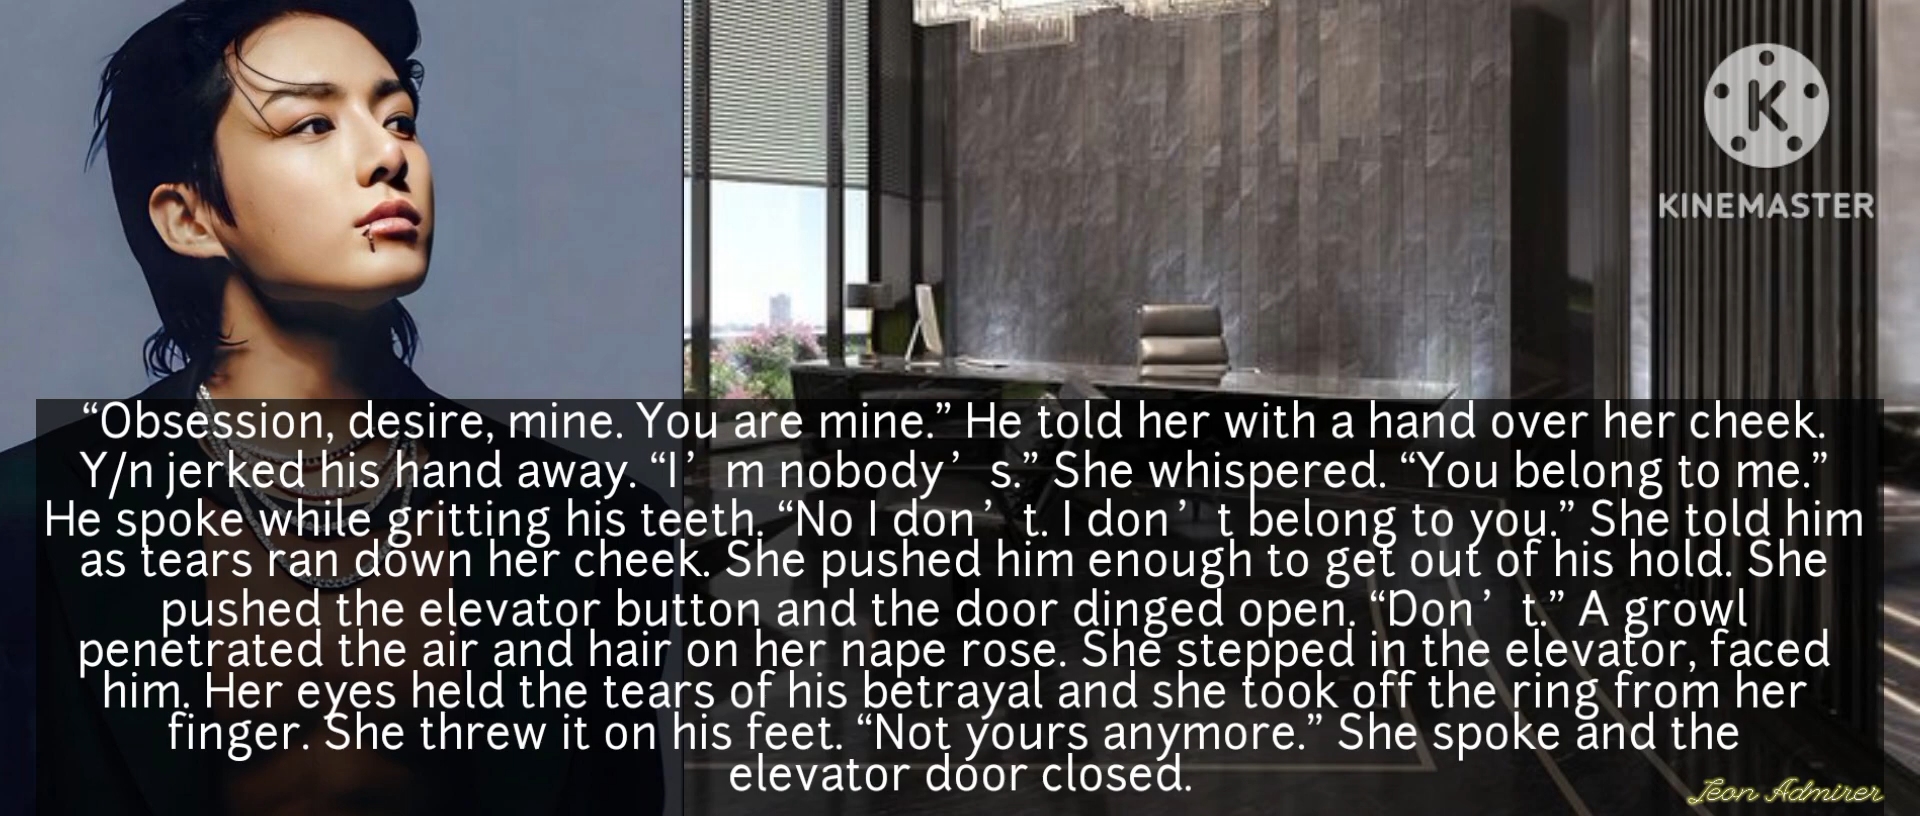 K
KINEMASTER
“Obsession, desire, mine. You are mine.” He told her with a hand over her cheek.
Y/n jerked his hand away. “I’m nobody’s.” She whispered. “You belong to me.”
He spoke while gritting his teeth. “No I don’t. I don’t belong to you.” She told him
as tears ran down her cheek. She pushed him enough to get out of his hold. She
pushed the elevator button and the door dinged open. “Don’t.” A growl
penetrated the air and hair on her nape rose. She stepped in the elevator, faced
him. Her eyes held the tears of his betrayal and she took off the ring from her
finger. She threw it on his feet. “Not yours anymore.” She spoke and the
elevator door closed.
Leon Admirer